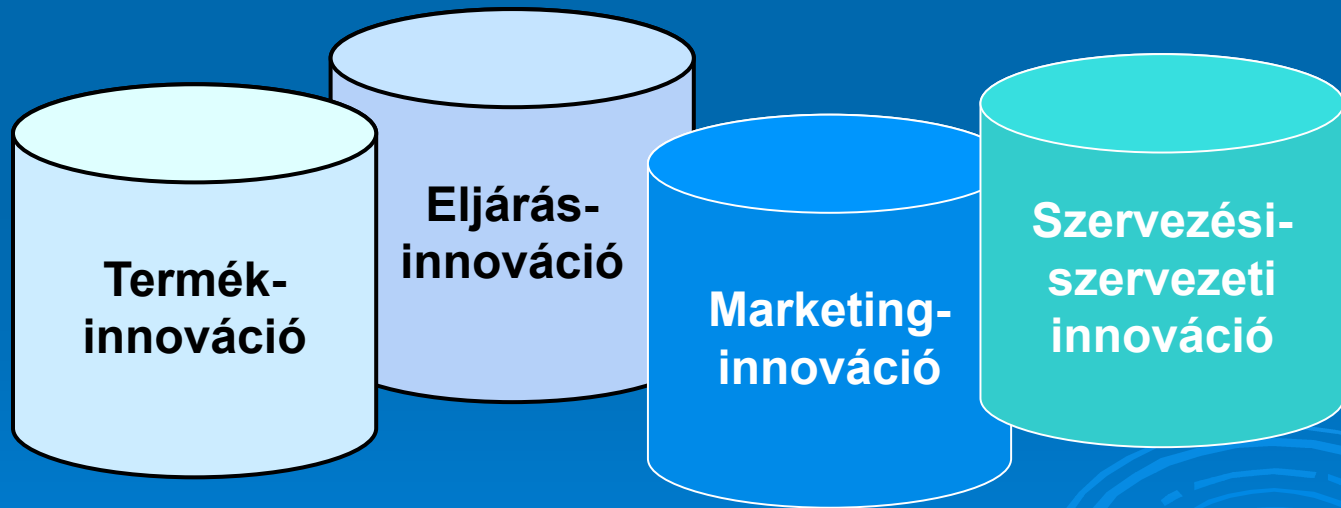 Termék-
innováció
Eljárás-
innováció
Marketing-
innováció
Szervezési-
szervezeti
innováció